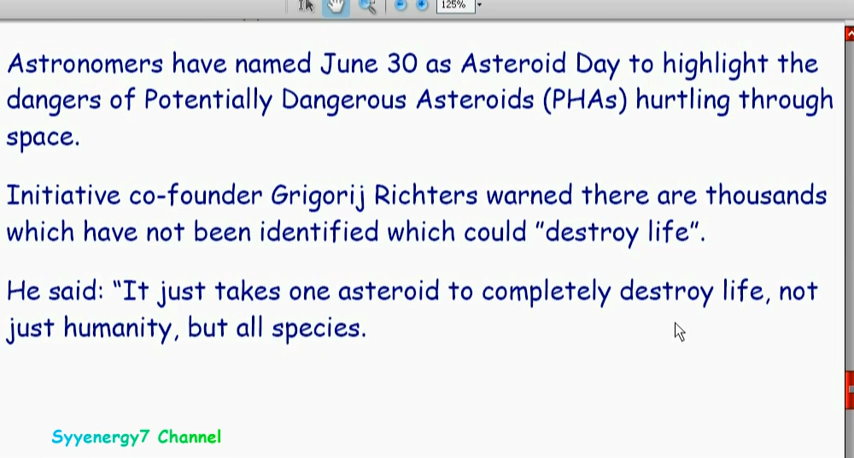 125%
Astronomers have named June 30 as Asteroid Day to highlight the
dangers of Potentially Dangerous Asteroids (PHAs) hurtling through
space.
Initiative co-founder Grigorij Richters warned there are thousands
which have not been identified which could "destroy life".
He said: "It just takes one asteroid to completely destroy life, not
just humanity, but all species.
Syyenergy7 Channel